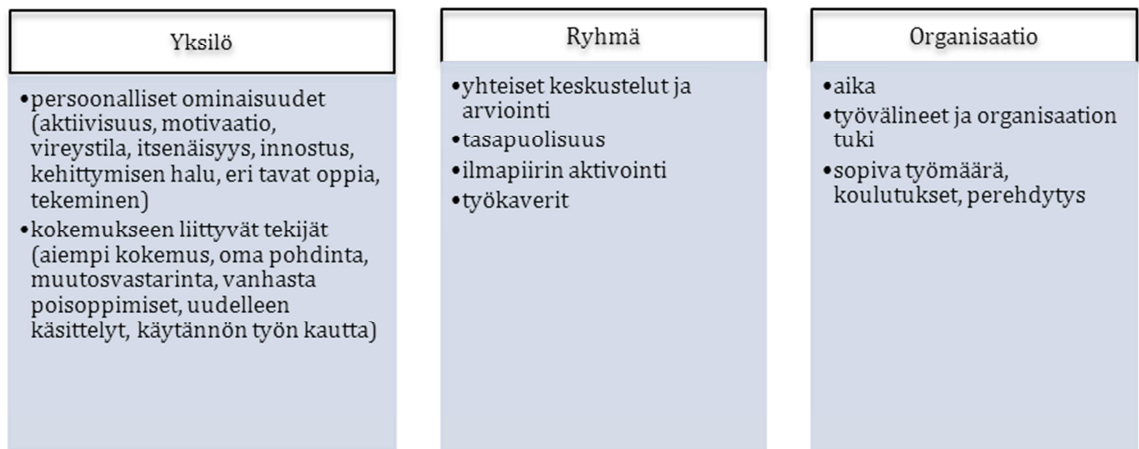 Yksilö
•persoonalliset ominaisuudet
(aktiivisuus, motivaatio,
vireystila, itsenäisyys, innostus,
kehittymisen halu, eri tavat oppia,
tekeminen)
•kokemukseen liittyvät tekijät
(aiempi kokemus, oma pohdinta,
muutosvastarinta, vanhasta
poisoppimiset, uudelleen
käsittelyt, käytännön työn kautta)
Ryhmä
•yhteiset keskustelut ja
arviointi
•tasapuolisuus
•ilmapiirin aktivointi
•työkaverit
Organisaatio
•aika
•työvälineet ja organisaation
tuki
•sopiva työmäärä,
koulutukset, perehdytys